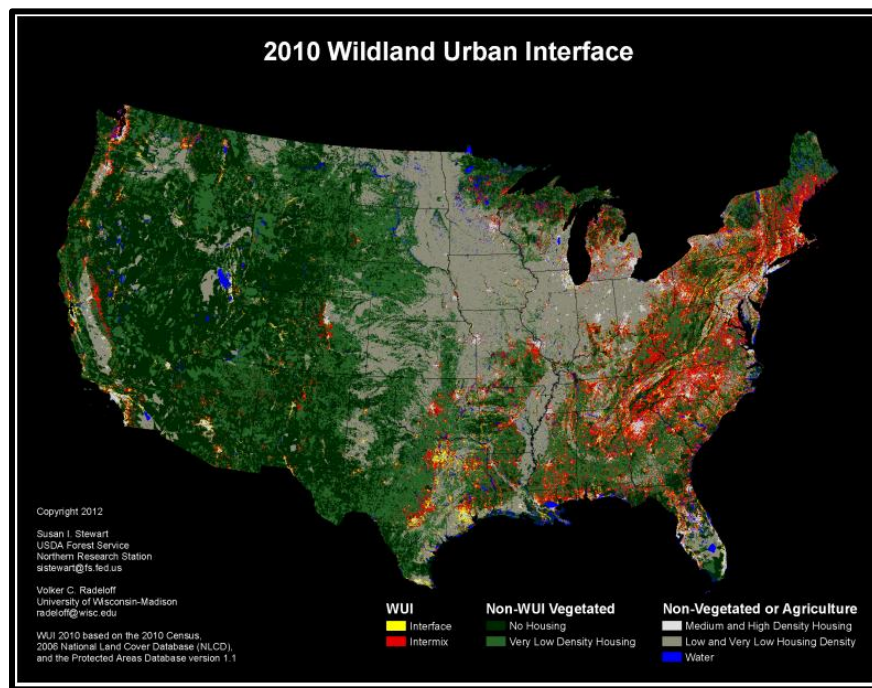 2010 Wildland Urban Interface
Copyright 2012
Susan I. Stewart
USDA Forest Service
Northern Research Station
sistewart@fs.fed.us
Volker C. Radeloff
University of Wisconsin-Madison
radeloff@wisc.edu
WUI 2010 based on the 2010 Census,
2006 National Land Cover Database (NLCD),
and the Protected Areas Database version 1.1
WUI
Interface
Intermix
Non-WUI Vegetated
No Housing
Very Low Density Housing
Non-Vegetated or Agriculture
Medium and High Density Housing
Low and Very Low Housing Density
Water